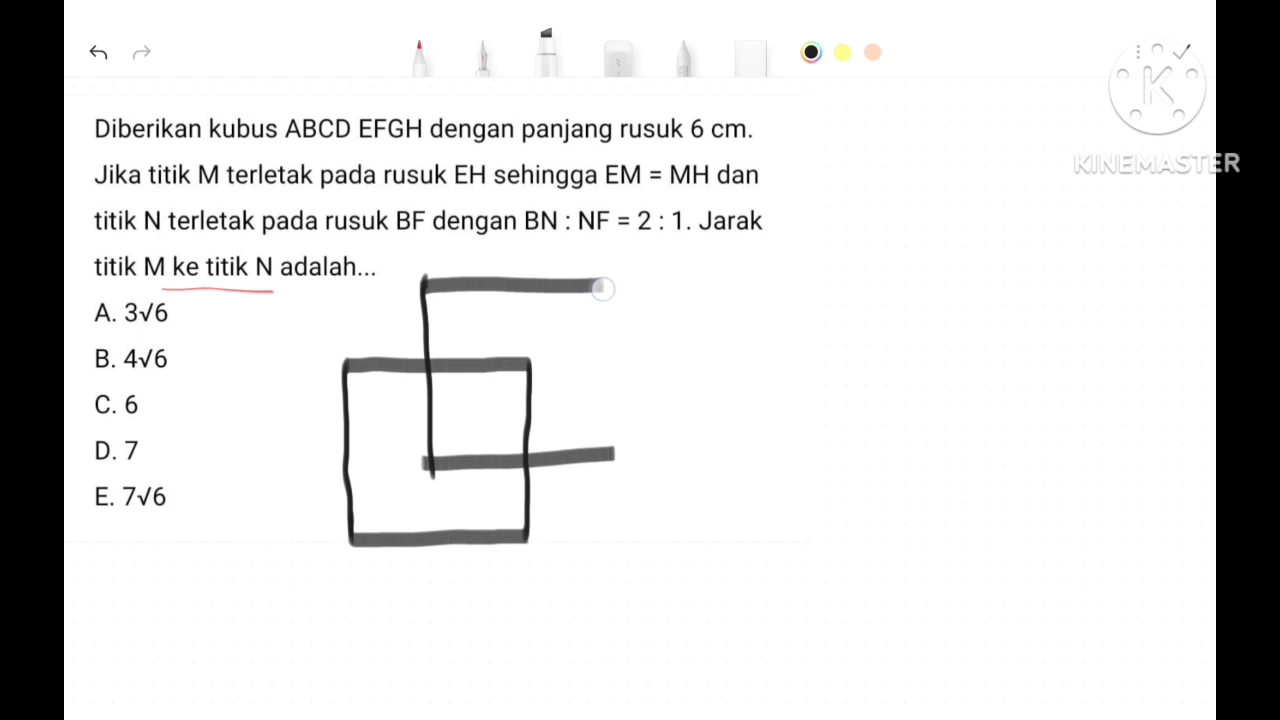 Diberikan kubus ABCD EFGH dengan panjang rusuk 6 cm.
Jika titik M terletak pada rusuk EH sehingga EM = MH dan
titik N terletak pada rusuk BF dengan BN : NF = 2 : 1. Jarak
titik M ke titik N adalah...
A. 3√6
B. 4√6
C. 6
D. 7
E. 7√6
K
KINEMASTER